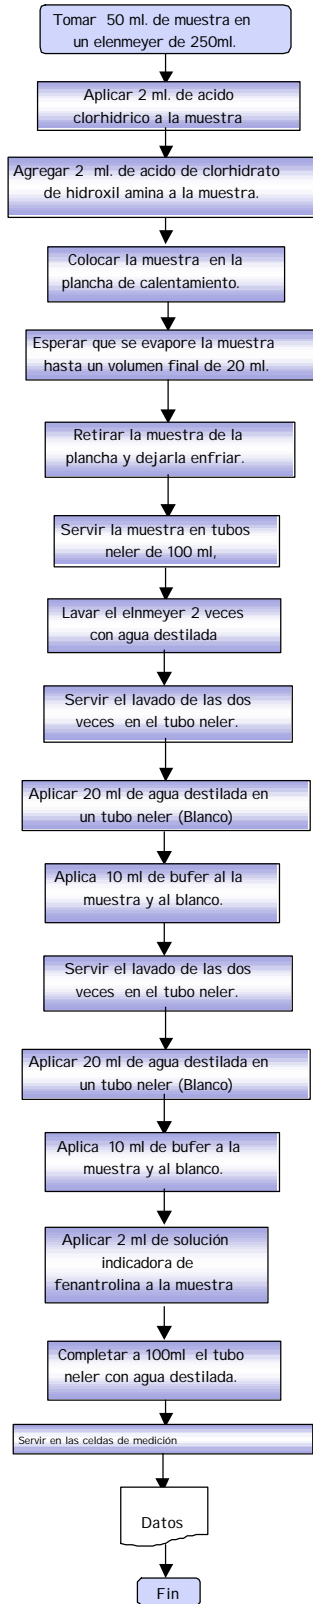 Tomar 50 ml. de muestra en
un elenmeyer de 250ml.
Aplicar 2 ml. de acido
clorhidrico a la muestra
Agregar 2 ml. de acido de clorhidrato
de hidroxil amina a la muestra.
Colocar la muestra en la
plancha de calentamiento.
Esperar que se evapore la muestra
hasta un volumen final de 20 ml.
Retirar la muestra de la
plancha y dejarla enfriar.
Servir la muestra en tubos
neler de 100 ml,
Lavar el elnmeyer 2 veces
con agua destilada
Servir el lavado de las dos
veces en el tubo neler.
Aplicar 20 ml de agua destilada en
un tubo neler (Blanco)
Aplica 10 ml de bufer al la
muestra y al blanco.
Servir el lavado de las dos
veces en el tubo neler.
Aplicar 20 ml de agua destilada en
un tubo neler (Blanco)
Aplica 10 ml de bufer a la
muestra y al blanco.
Aplicar 2 ml de solución
indicadora de
fenantrolina a la muestra
Completar a 100ml el tubo
neler con agua destilada.
Servir en las celdas de medición
Datos
Fin